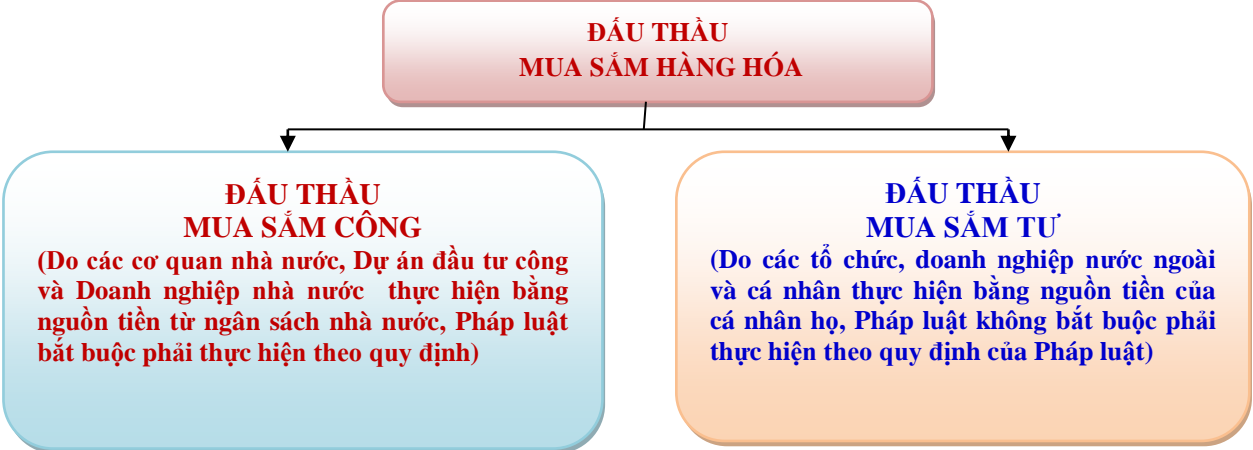 ĐẤU THẦU
MUA SẮM HÀNG HÓA
ĐẤU THẦU
MUA SẮM CÔNG
(Do các cơ quan nhà nước, Dự án đầu tư công
và Doanh nghiệp nhà nước thực hiện bằng
nguồn tiền từ ngân sách nhà nước, Pháp luật
bắt buộc phải thực hiện theo quy định)
ĐẤU THẦU
MUA SẮM TƯ
(Do các tổ chức, doanh nghiệp nước ngoài
và cá nhân thực hiện bằng nguồn tiền của
cá nhân họ, Pháp luật không bắt buộc phải
thực hiện theo quy định của Pháp luật)